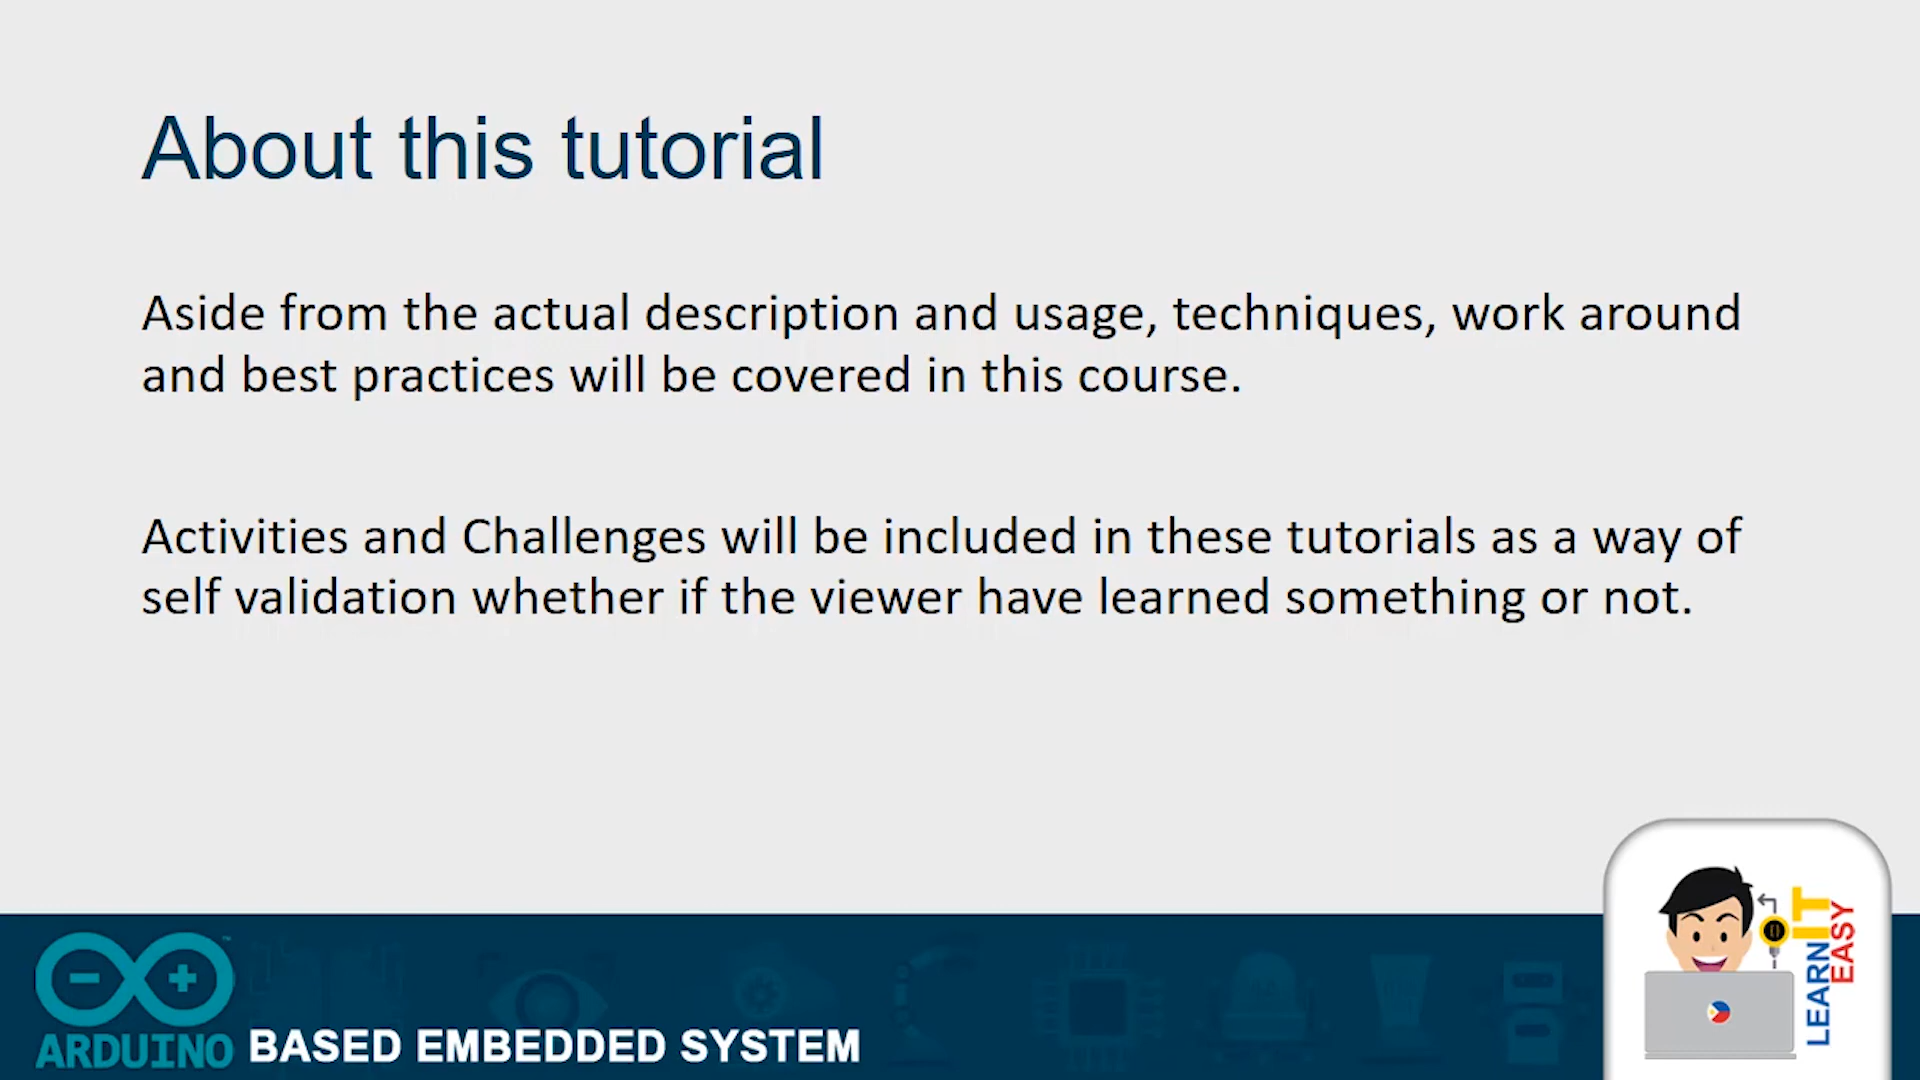 About this tutorial
Aside from the actual description and usage, techniques, work around
and best practices will be covered in this course.
Activities and Challenges will be included in these tutorials as a way of
self validation whether if the viewer have learned something or not.
ARDUINO BASED EMBEDDED SYSTEM
LEARN IT
EASY